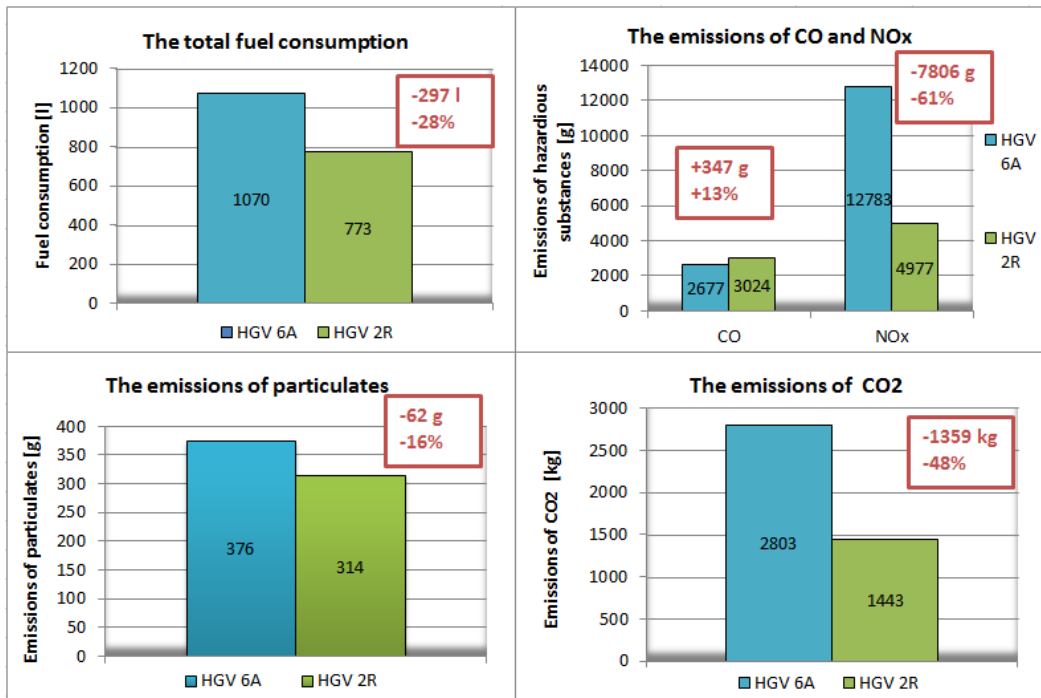 The total fuel consumption
Fuel consumption [l]
1200
1000
800
600
400
200
0
1070
773
-297 l
-28%
HGV 6A
HGV 2R
The emissions of CO and NOx
Emissions of hazardious
substances [g]
14000
12000
10000
8000
6000
4000
2000
0
+347 g
+13%
-7806 g
-61%
2677
3024
12783
4977
CO
NOx
HGV
6A
HGV
2R
The emissions of particulates
Emissions of particulates [g]
400
350
300
250
200
150
100
50
0
376
314
-62 g
-16%
HGV 6A
HGV 2R
The emissions of CO2
Emissions of CO2 [kg]
3000
2500
2000
1500
1000
500
0
2803
1443
-1359 kg
-48%
HGV 6A
HGV 2R